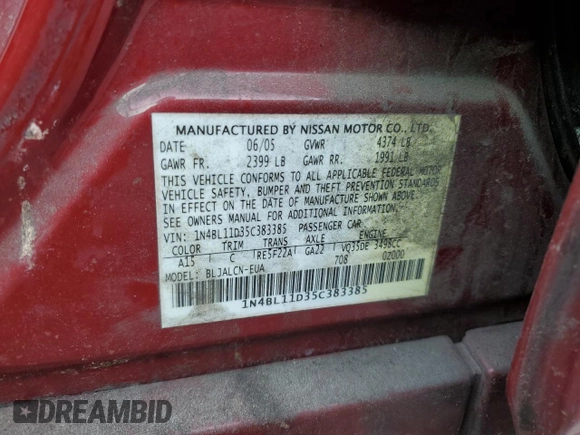 MANUFACTURED BY NISSAN MOTOR CO., LTD.
DATE 06/05 GVWR 4374 LB
GAWR FR. 2399 LB GAWR RR. 1991 LB
THIS VEHICLE CONFORMS TO ALL APPLICABLE FEDERAL MOTOR
VEHICLE SAFETY, BUMPER AND THEFT PREVENTION STANDARDS
IN EFFECT ON THE DATE OF MANUFACTURE SHOWN ABOVE.
SEE OWNERS MANUAL FOR ADDITIONAL INFORMATION.
VIN: 1N4BL11D35C383385 PASSENGER CAR
COLOR TRIM TRANS AXLE ENGINE
A15 C RE5F22A GA22 VQ35DE 3498CC
MODEL: BLJALCN-EUA 708 02000
1N4BL11D35C383385
DREAMBID